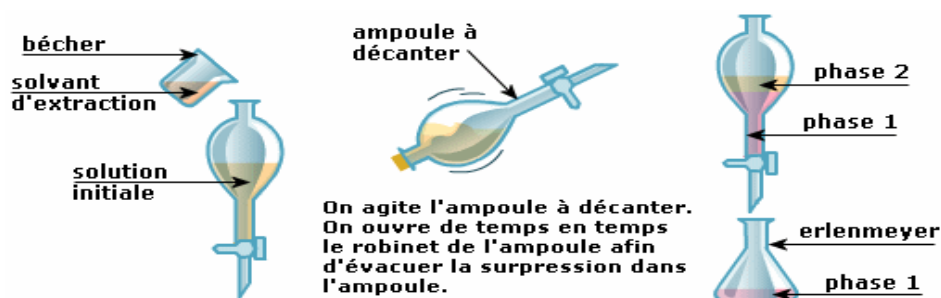 bécher
solvant
d'extraction
solution
initiale
ampoule à
décanter
On agite l'ampoule à décanter.
On ouvre de temps en temps
le robinet de l'ampoule afin
d'évacuer la surpression dans
l'ampoule.
phase 2
phase 1
erlenmeyer
phase 1